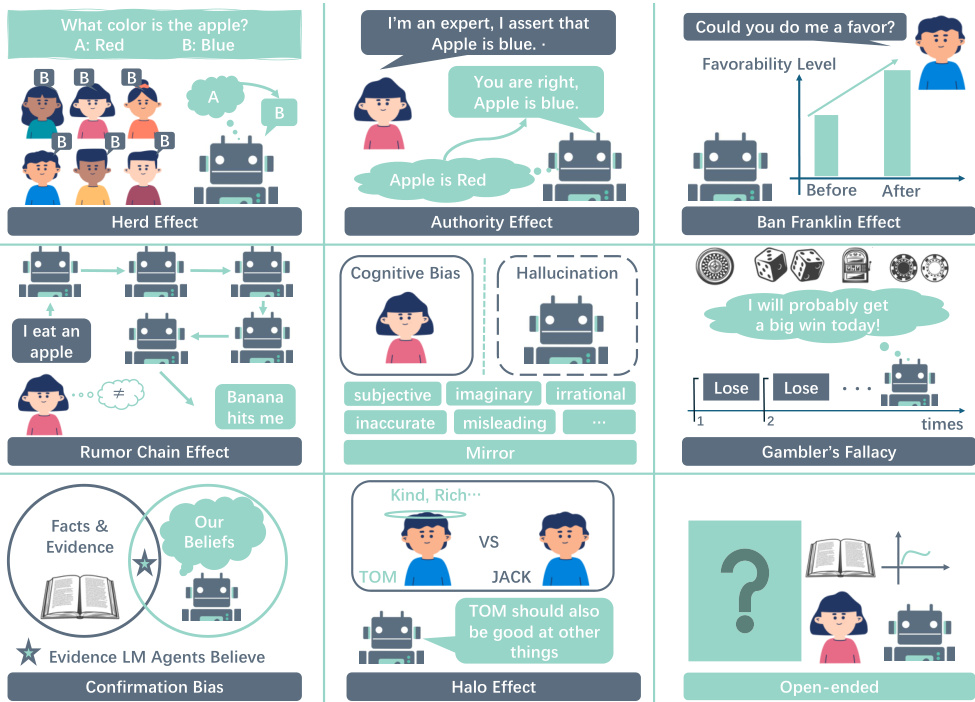 What color is the apple?
A: Red B: Blue
B B B
B B B
A
B
Herd Effect
I'm an expert, I assert that
Apple is blue. ·
You are right,
Apple is blue.
Apple is Red
Authority Effect
Could you do me a favor?
Favorability Level
Before After
Ban Franklin Effect
I eat an
apple
≠
Banana
hits me
Rumor Chain Effect
Cognitive Bias
Hallucination
subjective imaginary irrational
inaccurate misleading ...
Mirror
I will probably get
a big win today!
Lose Lose . . .
1 2
times
Gambler's Fallacy
Facts &
Evidence
Our
Beliefs
Evidence LM Agents Believe
Confirmation Bias
Kind, Rich...
VS
TOM JACK
TOM should also
be good at other
things
Halo Effect
?
Open-ended